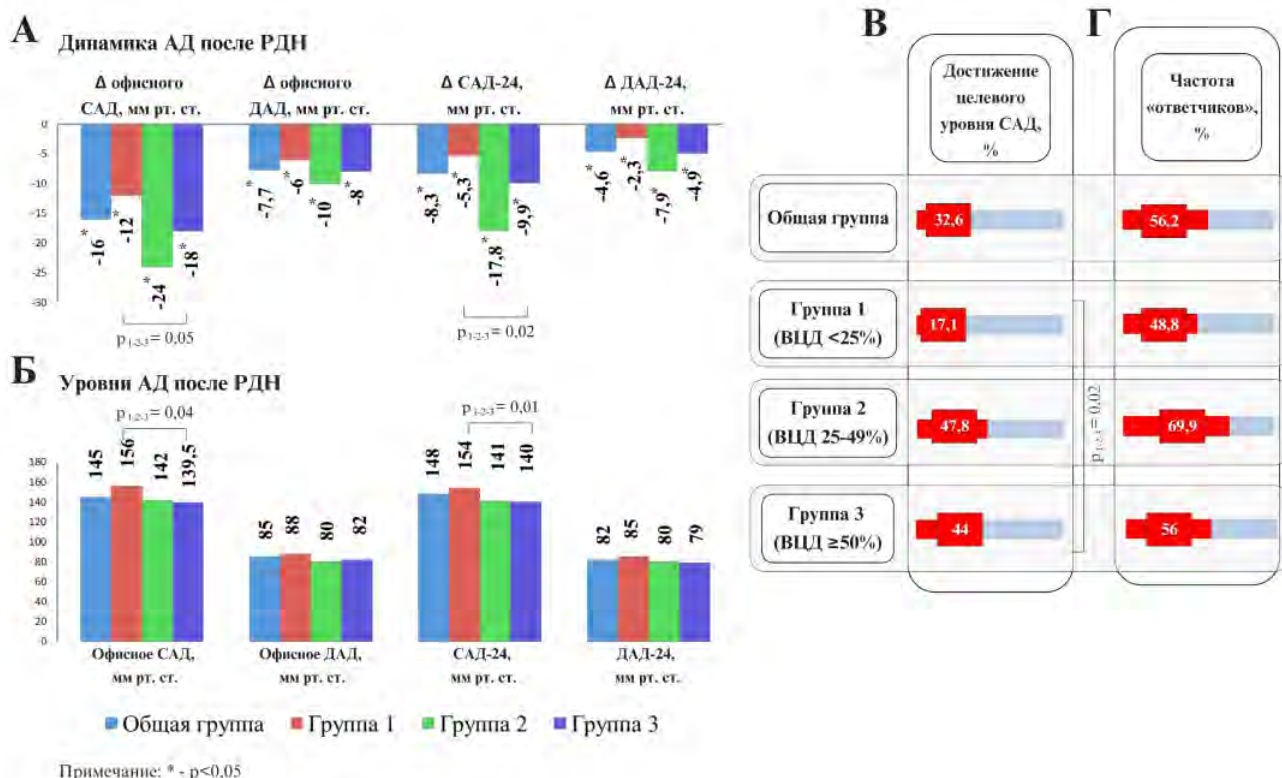 А Динамика АД после РДН
Δ офисного
САД, мм рт. ст.
Δ офисного
ДАД, мм рт. ст.
Δ САД-24,
мм рт. ст.
Δ ДАД-24,
мм рт. ст.
0
-5
-10
-15
-20
-25
-30
* -16
* -12
* -24
* -18
* -7,7
* -6
* -10
* -8
* -8,3
* -5,3
* -17,8
* -9,9
* -4,6
* -2,3
* -7,9
* -4,9
p 1-2-3 = 0,05
p 1-2-3 = 0,02
Б Уровни АД после РДН
p 1-2-3 = 0,04
p 1-2-3 = 0,01
180
160
140
120
100
80
60
40
20
0
145 156 142 139,5
85 88 80 82
148 154 141 140
82 85 80 79
Офисное САД,
мм рт. ст.
Офисное ДАД,
мм рт. ст.
САД-24,
мм рт. ст.
ДАД-24,
мм рт. ст.
Общая группа Группа 1 Группа 2 Группа 3
Примечание: * - p<0,05
В
Достижение
целевого
уровня САД,
%
Г
Частота
«ответчиков»,
%
Общая группа
32,6
56,2
Группа 1
(ВЦД <25%)
17,1
48,8
Группа 2
(ВЦД 25-49%)
47,8
69,9
Группа 3
(ВЦД ≥50%)
44
56
p 1-2-3 = 0,02